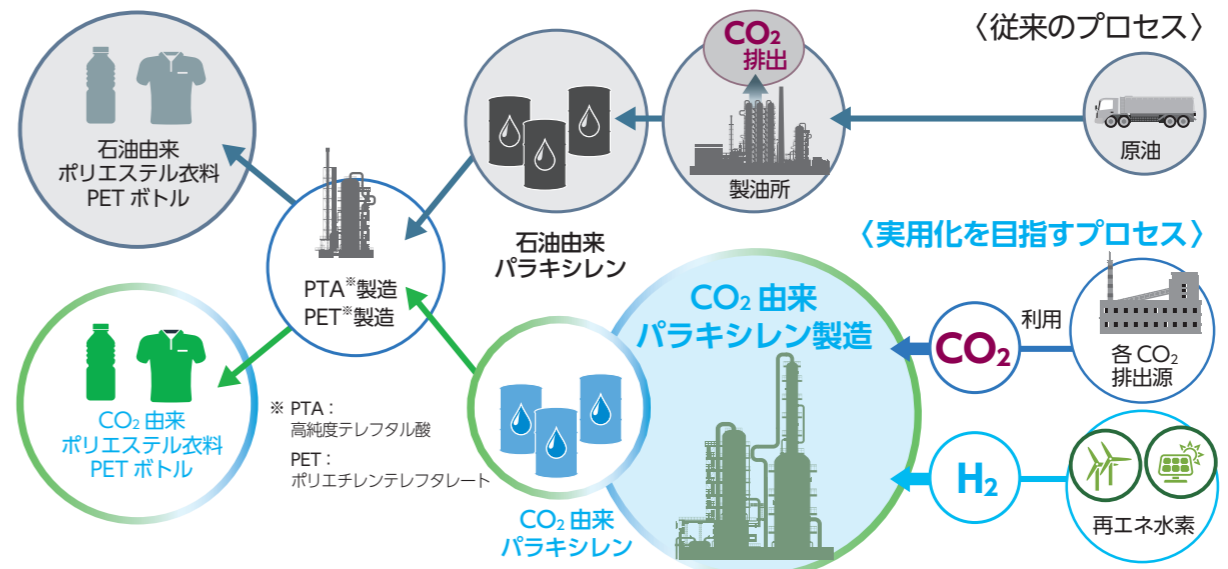 〈従来のプロセス〉
原油
CO2
排出
製油所
石油由来
パラキシレン
PTA※製造
PET※製造
石油由来
ポリエステル衣料
PET ボトル
〈実用化を目指すプロセス〉
各 CO2
排出源
利用
CO2
再エネ水素
H2
CO2 由来
パラキシレン製造
CO2 由来
パラキシレン
CO2 由来
ポリエステル衣料
PET ボトル
※ PTA：
高純度テレフタル酸
PET：
ポリエチレンテレフタレート